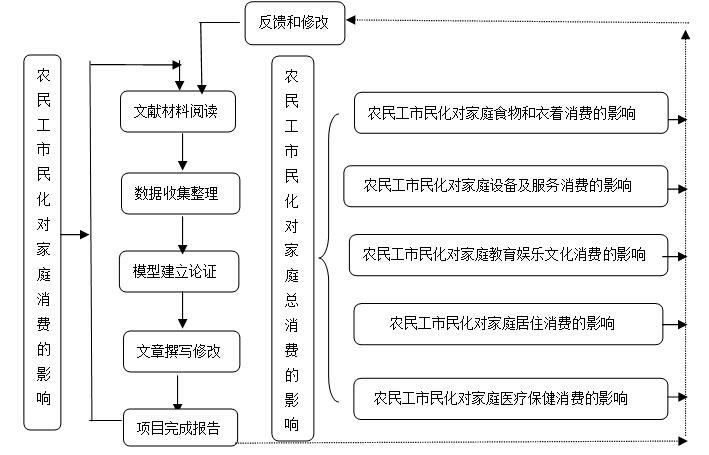 反馈和修改
农民工市民化对家庭消费的影响
文献材料阅读
数据收集整理
模型建立论证
文章撰写修改
项目完成报告
农民工市民化对家庭总消费的影响
农民工市民化对家庭食物和衣着消费的影响
农民工市民化对家庭设备及服务消费的影响
农民工市民化对家庭教育娱乐文化消费的影响
农民工市民化对家庭居住消费的影响
农民工市民化对家庭医疗保健消费的影响